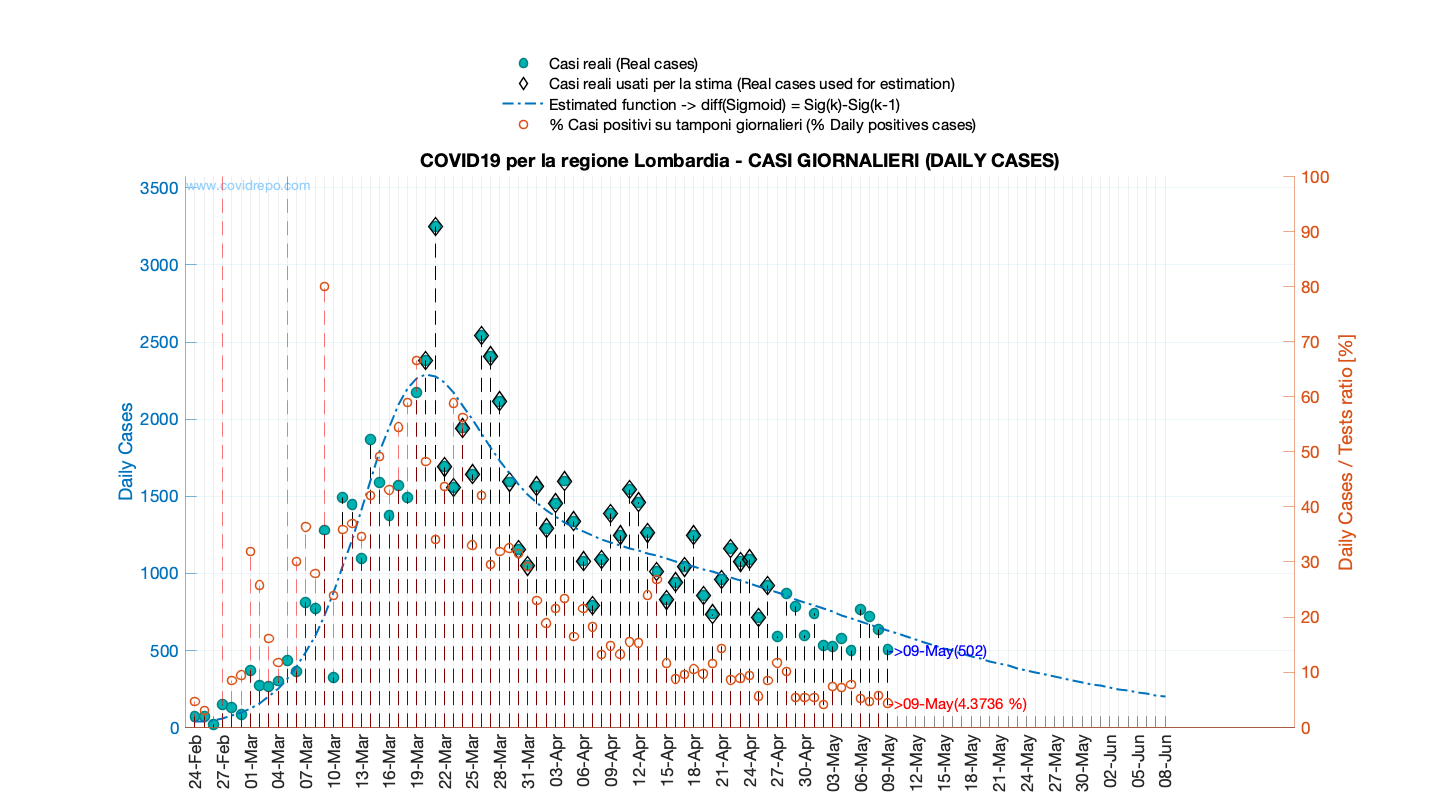 Casi reali (Real cases)
Casi reali usati per la stima (Real cases used for estimation)
Estimated function -> diff(Sigmoid) = Sig(k)-Sig(k-1)
% Casi positivi su tamponi giornalieri (% Daily positives cases)
COVID19 per la regione Lombardia - CASI GIORNALIERI (DAILY CASES)
www.covidrepo.com
3500
3000
2500
2000
1500
1000
500
0
Daily Cases
100
90
80
70
60
50
40
30
20
10
0
Daily Cases / Tests ratio [%]
->09-May(502)
->09-May(4.3736 %)
24-Feb
27-Feb
01-Mar
04-Mar
07-Mar
10-Mar
13-Mar
16-Mar
19-Mar
22-Mar
25-Mar
28-Mar
31-Mar
03-Apr
06-Apr
09-Apr
12-Apr
15-Apr
18-Apr
21-Apr
24-Apr
27-Apr
30-Apr
03-May
06-May
09-May
12-May
15-May
18-May
21-May
24-May
27-May
30-May
02-Jun
05-Jun
08-Jun